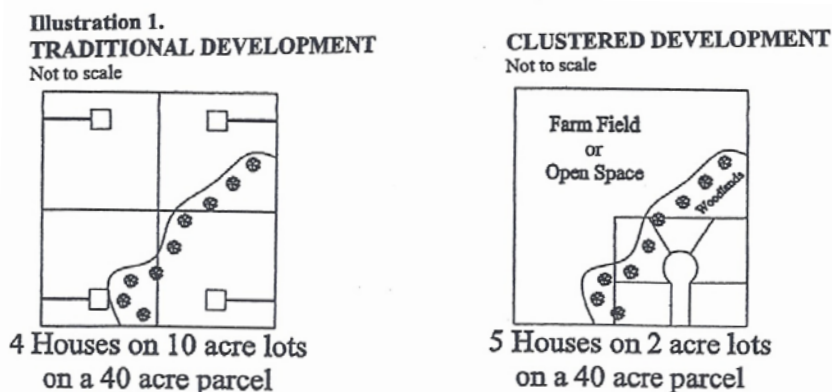 Illustration 1.
TRADITIONAL DEVELOPMENT
Not to scale
4 Houses on 10 acre lots
on a 40 acre parcel
CLUSTERED DEVELOPMENT
Not to scale
Farm Field
or
Open Space
Woodlands
5 Houses on 2 acre lots
on a 40 acre parcel